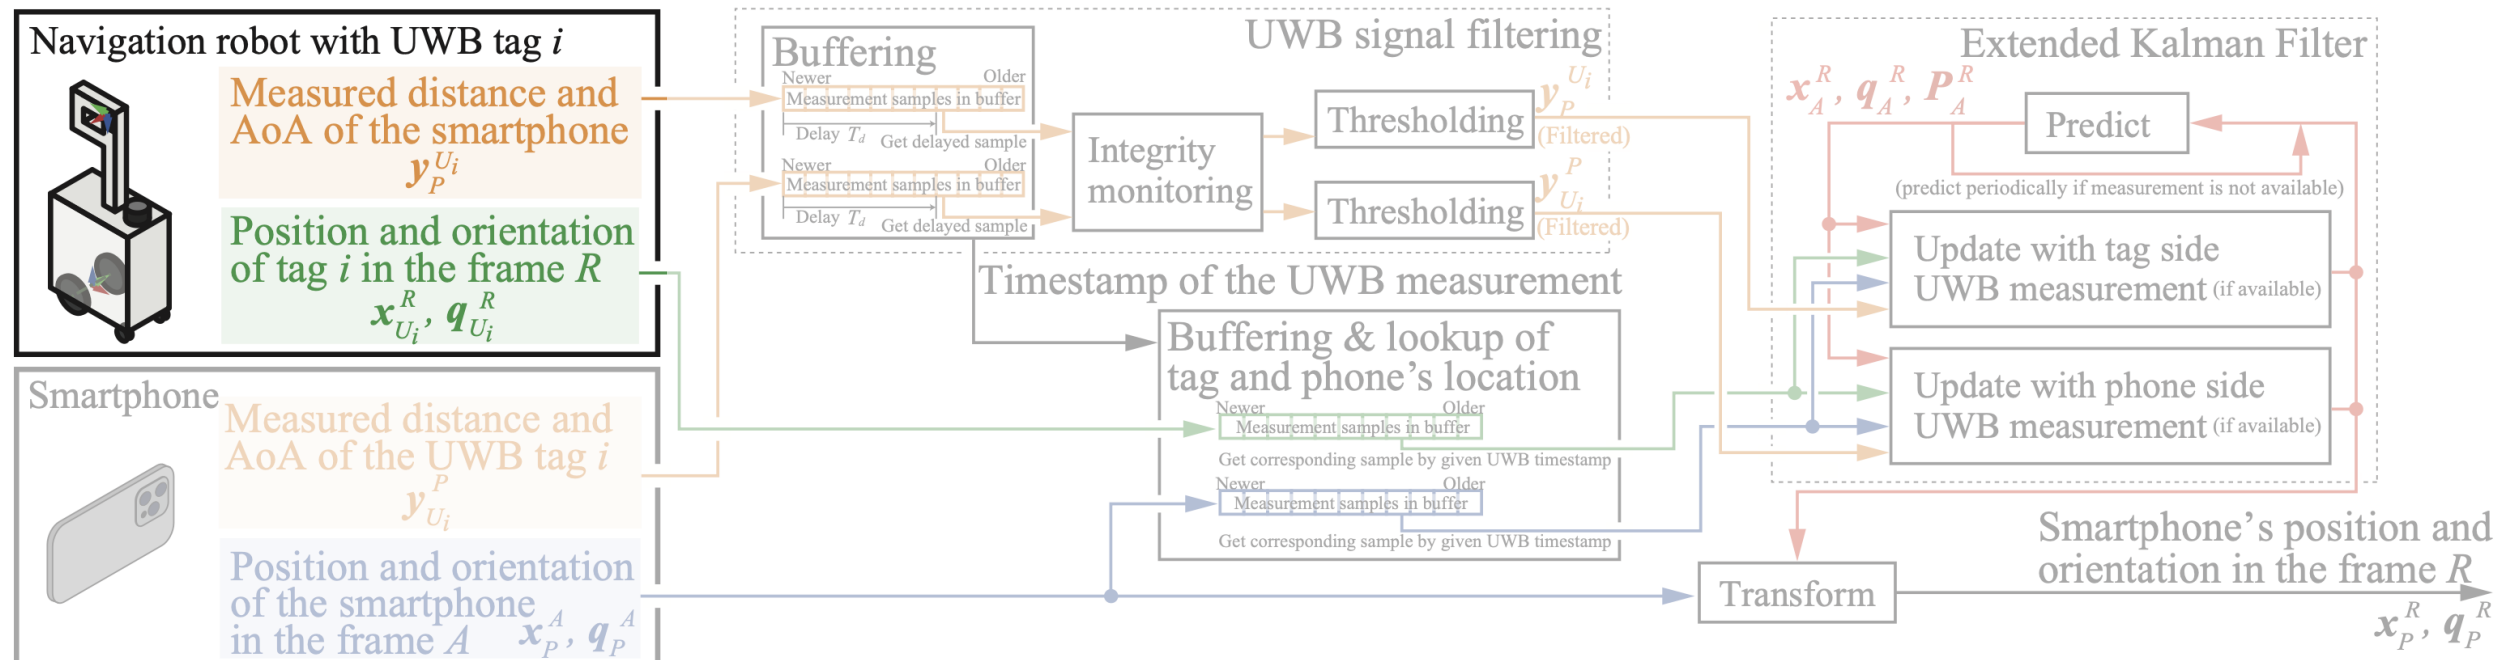 Navigation robot with UWB tag i
Measured distance and
AoA of the smartphone
y_P^{U_i}
Position and orientation
of tag i in the frame R
x_{U_i}^R, q_{U_i}^R
Smartphone
Measured distance and
AoA of the UWB tag i
y_{U_i}^P
Position and orientation
of the smartphone
in the frame A x_P^A, q_P^A
UWB signal filtering
Buffering
Newer Older
Measurement samples in buffer
Delay T_d Get delayed sample
Newer Older
Measurement samples in buffer
Delay T_d Get delayed sample
Integrity
monitoring
Thresholding
y_P^{U_i}
(Filtered)
Thresholding
y_{U_i}^P
(Filtered)
Timestamp of the UWB measurement
Buffering & lookup of
tag and phone's location
Newer Older
Measurement samples in buffer
Get corresponding sample by given UWB timestamp
Newer Older
Measurement samples in buffer
Get corresponding sample by given UWB timestamp
Extended Kalman Filter
x_A^R, q_A^R, P_A^R
Predict
(predict periodically if measurement is not available)
Update with tag side
UWB measurement (if available)
Update with phone side
UWB measurement (if available)
Transform
Smartphone's position and
orientation in the frame R
x_P^R, q_P^R